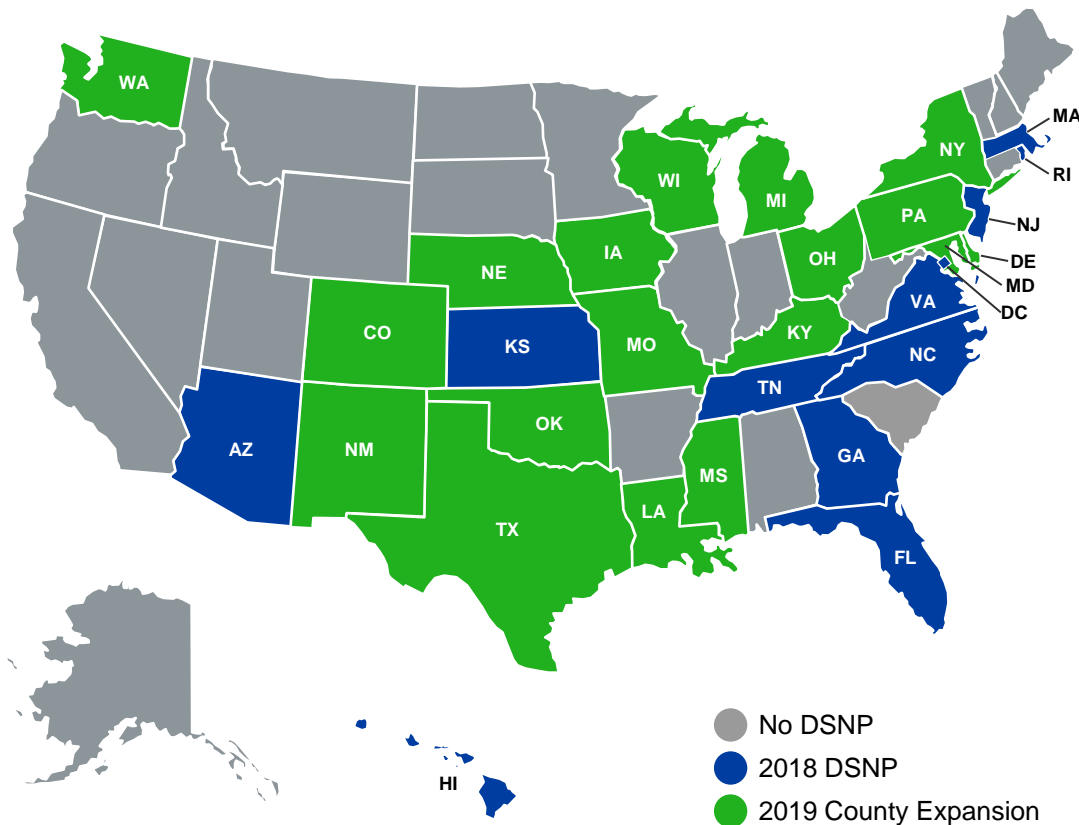 WA
MA
NY
WI
RI
MI
PA
NJ
IA
OH
DE
NE
MD
VA
DC
CO
KS
MO
KY
NC
TN
OK
AZ
NM
GA
MS
LA
TX
FL
No DSNP
2018 DSNP
HI
2019 County Expansion